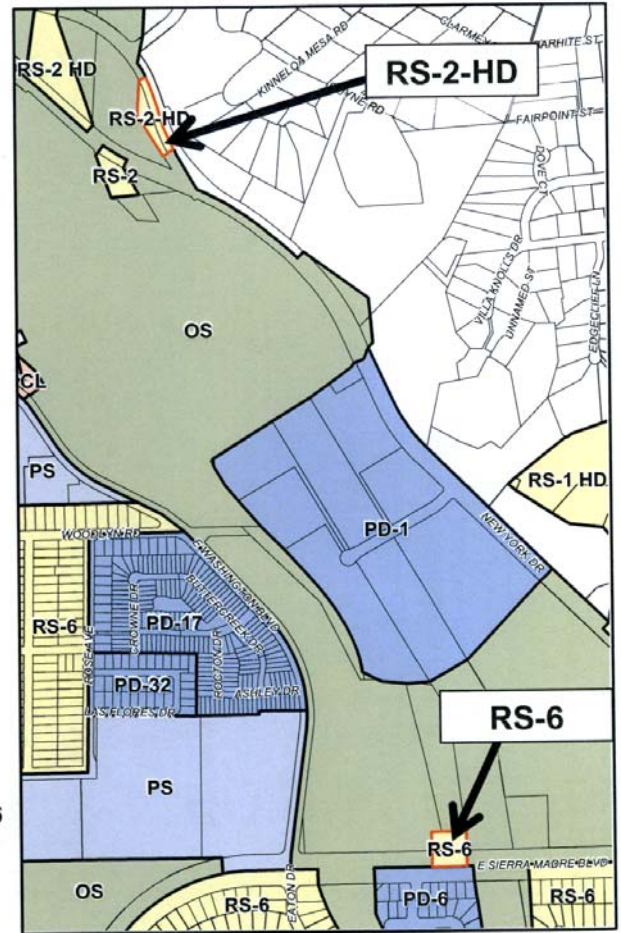 CLARMEY
MARHITE ST
KINNELOA MESA RD
RS-2-HD
RS-2 HD
RS-2-HD
FAIRPOINT ST
DOVE CT
RS-2
VILLA KNOLLS DR
UNNAMED ST
EDGECLIFF LN
OS
CL
PS
RS-1 HD
WOODLYN RD
PD-1
NEW YORK DR
E WASHINGTON BLVD
RS-6
CROWNE DR
PD-17
BUTTERCREEK DR
ROSE AVE
PD-32
ROCTON DR
ASHLEY DR
LAS FLORES DR
RS-6
PS
RS-6
E SIERRA MADRE BLVD
OS
RS-6
EATON DR
PD-6
RS-6